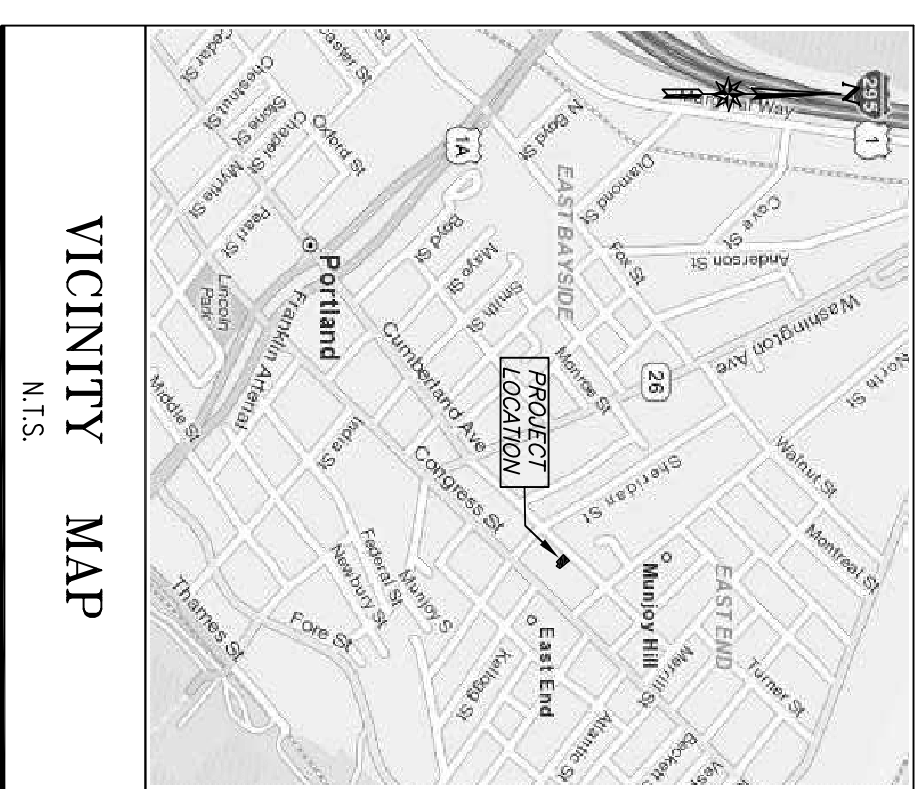 VICINITY MAP
N.T.S.
295
1
N Boyd St
Diamond St
Cove St
Anderson St
Fox St
Washington Ave
North St
EAST BAYSIDE
1A
Oxford St
Cedar St
Chestnut St
Stone St
Chapel St
Myrtle St
Pearl St
Lincoln
Park
Portland
Boyd St
Mayo St
Smith St
Monroe St
26
PROJECT
LOCATION
Cumberland Ave
Congress St
Franklin Arterial
India St
Middle St
Sheridan St
Walnut St
Montreal St
Munjoy Hill
EAST END
East End
Turner St
Merrill St
Federal St
Newbury St
Munjoy S
Fore St
Thames St
Kellogg St
Atlantic St
Beckett